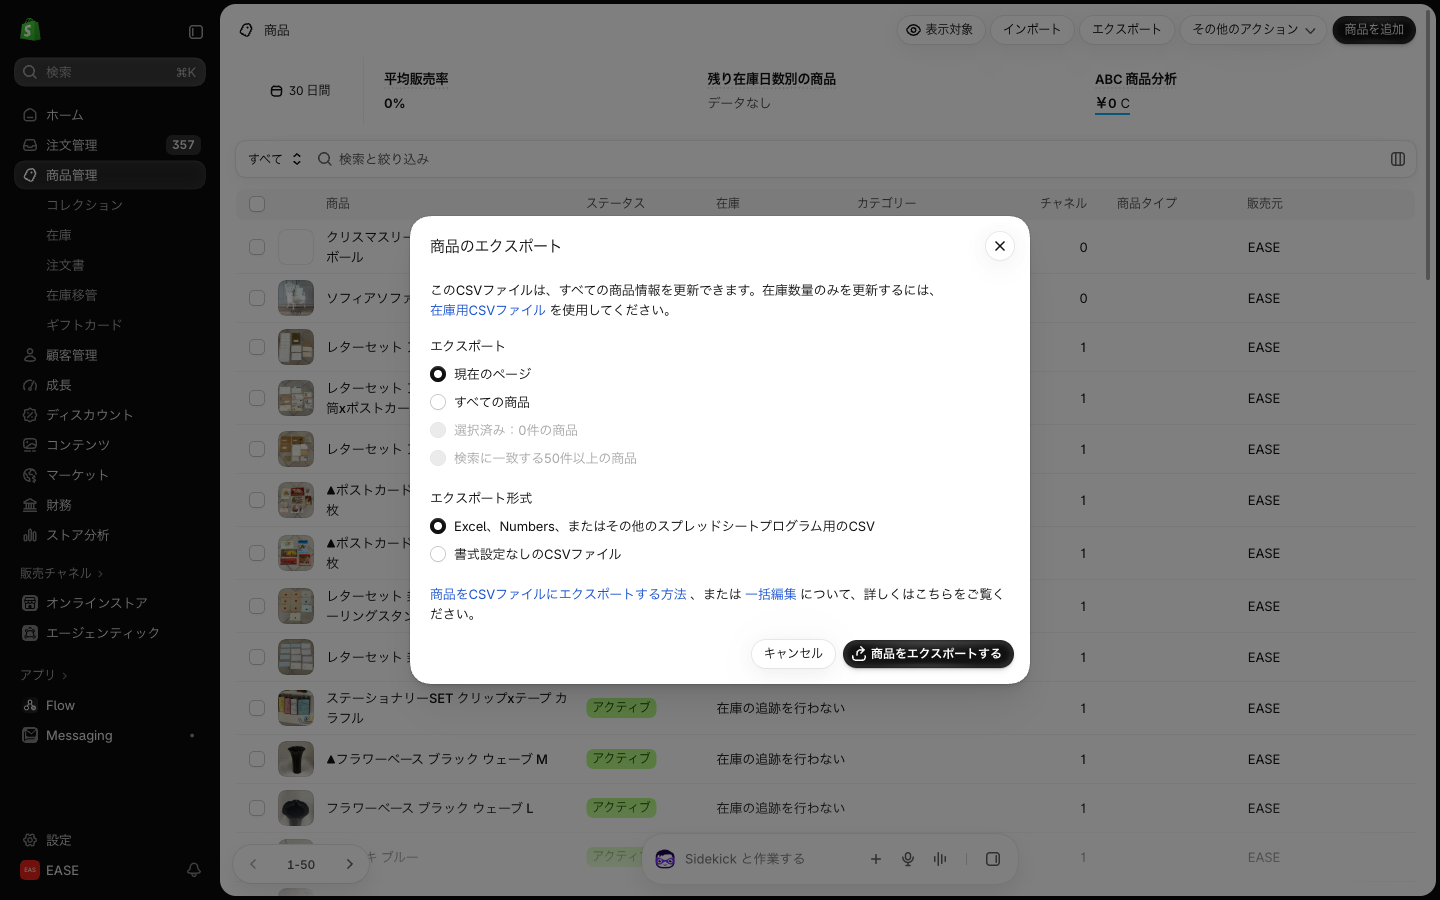 検索
⌘K
ホーム
注文管理
357
商品管理
コレクション
在庫
注文書
在庫移管
ギフトカード
顧客管理
成長
ディスカウント
コンテンツ
マーケット
財務
ストア分析
販売チャネル
オンラインストア
エージェンティック
アプリ
Flow
Messaging
設定
EAS
EASE
商品
表示対象
インポート
エクスポート
その他のアクション
商品を追加
30 日間
平均販売率
0%
残り在庫日数別の商品
データなし
ABC 商品分析
¥0 C
すべて
検索と絞り込み
商品 ステータス 在庫 カテゴリー チャネル 商品タイプ 販売元
クリスマスリー
ボール
0 EASE
ソフィアソファ
0 EASE
レターセット
1 EASE
レターセット
筒xポストカー
1 EASE
レターセット
1 EASE
▲ポストカード
枚
1 EASE
▲ポストカード
枚
1 EASE
レターセット
ーリングスタン
1 EASE
レターセット
1 EASE
ステーショナリーSET クリップxテープ カ
ラフル
アクティブ 在庫の追跡を行わない 1 EASE
▲フラワーベース ブラック ウェーブ M アクティブ 在庫の追跡を行わない 1 EASE
フラワーベース ブラック ウェーブ L アクティブ 在庫の追跡を行わない 1 EASE
キ ブルー アクティ 1 EASE
1-50
Sidekick と作業する
商品のエクスポート
このCSVファイルは、すべての商品情報を更新できます。在庫数量のみを更新するには、
在庫用CSVファイル を使用してください。
エクスポート
現在のページ
すべての商品
選択済み：0件の商品
検索に一致する50件以上の商品
エクスポート形式
Excel、Numbers、またはその他のスプレッドシートプログラム用のCSV
書式設定なしのCSVファイル
商品をCSVファイルにエクスポートする方法 、または 一括編集 について、詳しくはこちらをご覧く
ださい。
キャンセル
商品をエクスポートする